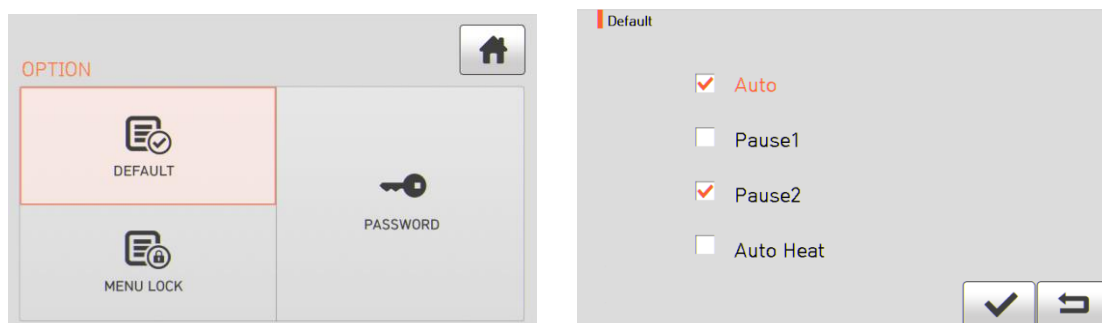 OPTION
DEFAULT
PASSWORD
MENU LOCK
Default
Auto
Pause1
Pause2
Auto Heat